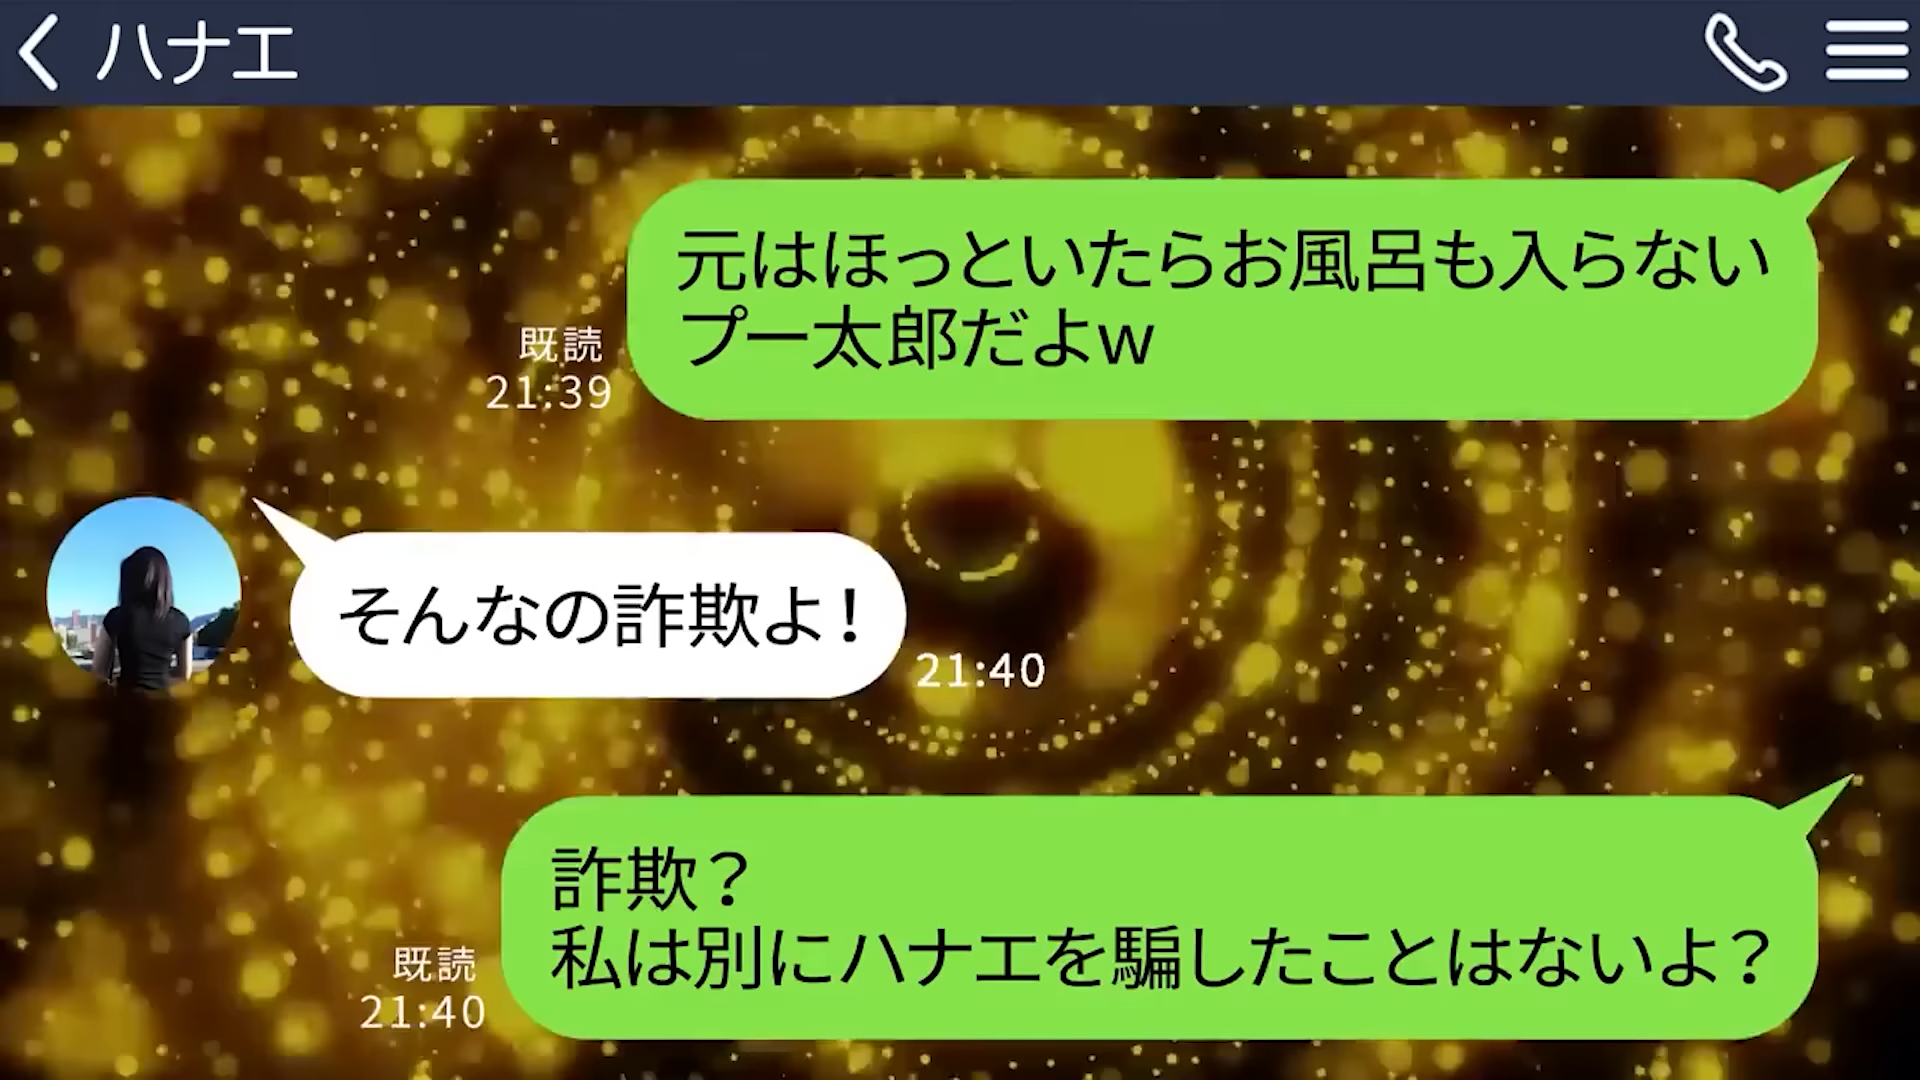 ハナエ
元はほっといたらお風呂も入らない
プー太郎だよw
既読
21:39
そんなの詐欺よ！
21:40
詐欺？
私は別にハナエを騙したことはないよ？
既読
21:40